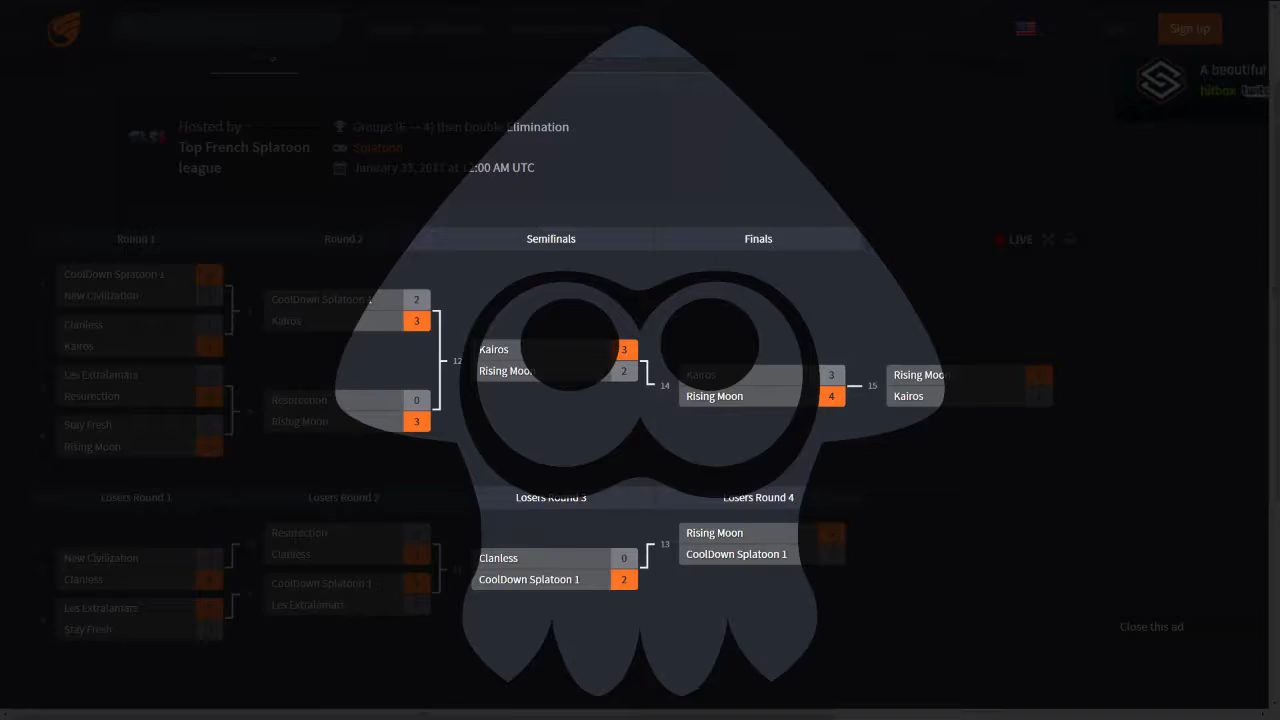 Sign up
A beautiful
hitbox
Hosted by
Top French Splatoon
league
Groups (6 → 4) then Double Elimination
Splatoon
January 23, 2017 at 12:00 AM UTC
Round 1
Round 2
Semifinals
Finals
LIVE
CoolDown Splatoon 1
New Civilization
Clanless
Kairos
Les Extralamars
Resurection
Stay Fresh
Rising Moon
CoolDown Splatoon 1 2
Kairos 3
Resurection 0
Rising Moon 3
12
Kairos 3
Rising Moon 2
14
Kairos 3
Rising Moon 4
15
Rising Moon
Kairos
Losers Round 1
Losers Round 2
Losers Round 3
Losers Round 4
New Civilization
Clanless
Les Extralamars
Stay Fresh
Resurection
Clanless
CoolDown Splatoon 1
Les Extralamars
Clanless 0
CoolDown Splatoon 1 2
13
Rising Moon
CoolDown Splatoon 1
Close this ad